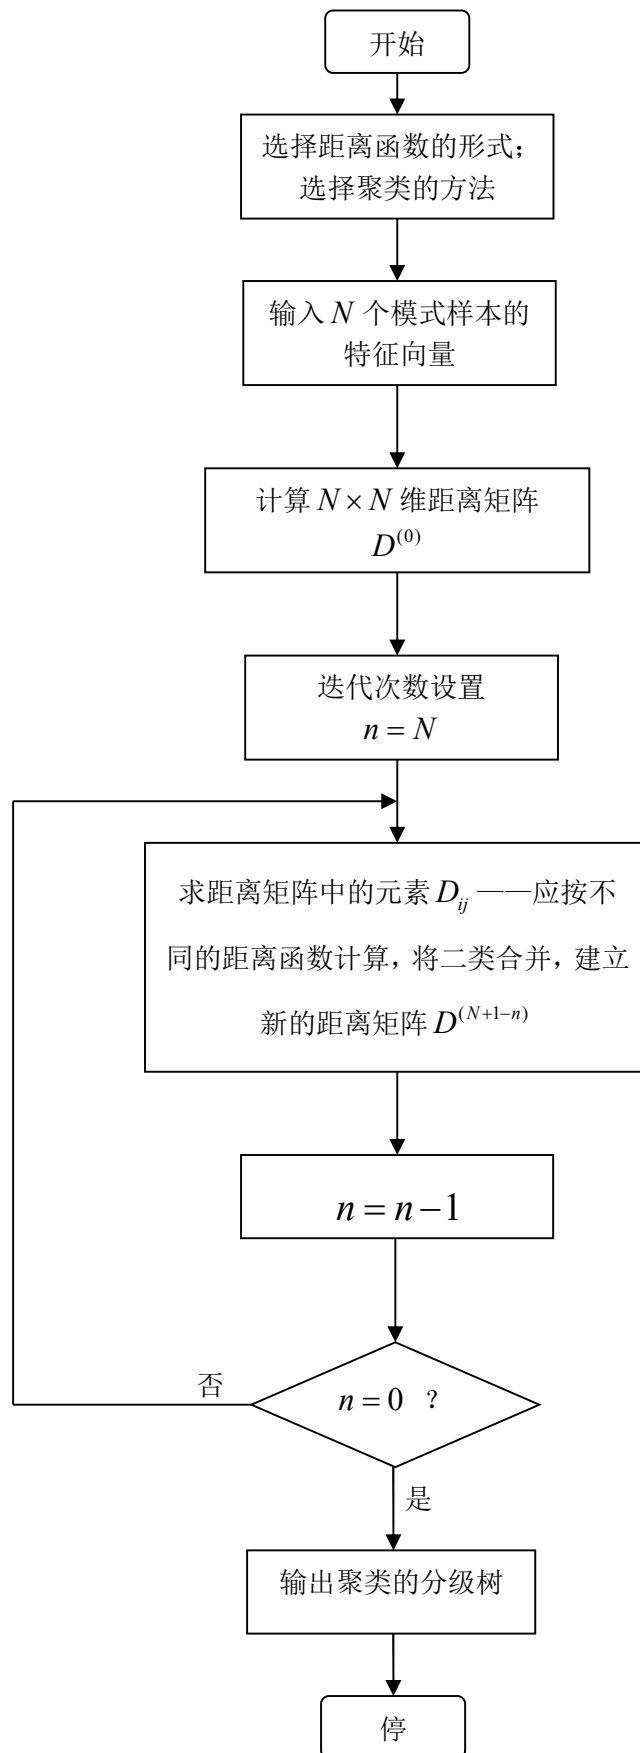 开始
选择距离函数的形式；
选择聚类的方法
输入 N 个模式样本的
特征向量
计算 N × N 维距离矩阵
D^{(0)}
迭代次数设置
n = N
求距离矩阵中的元素 D_{ij} ——应按不
同的距离函数计算，将二类合并，建立
新的距离矩阵 D^{(N+1-n)}
n = n − 1
否
n = 0 ？
是
输出聚类的分级树
停